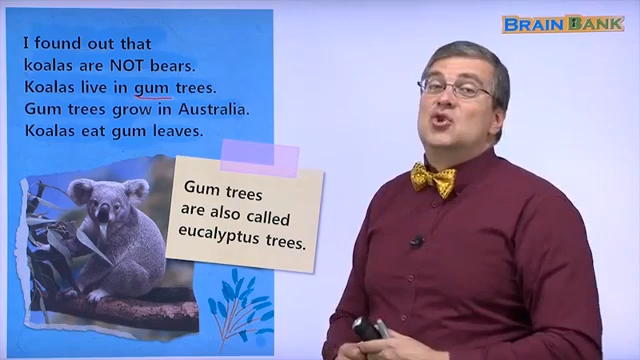 BRAIN BANK
I found out that
koalas are NOT bears.
Koalas live in gum trees.
Gum trees grow in Australia.
Koalas eat gum leaves.
Gum trees
are also called
eucalyptus trees.